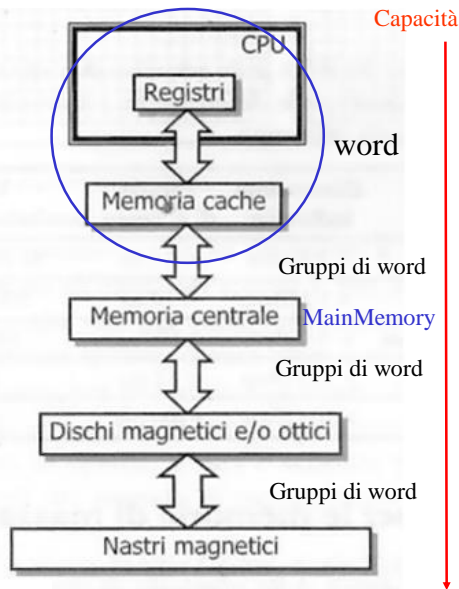 Capacità
CPU
Registri
word
Memoria cache
Gruppi di word
Memoria centrale
MainMemory
Gruppi di word
Dischi magnetici e/o ottici
Gruppi di word
Nastri magnetici